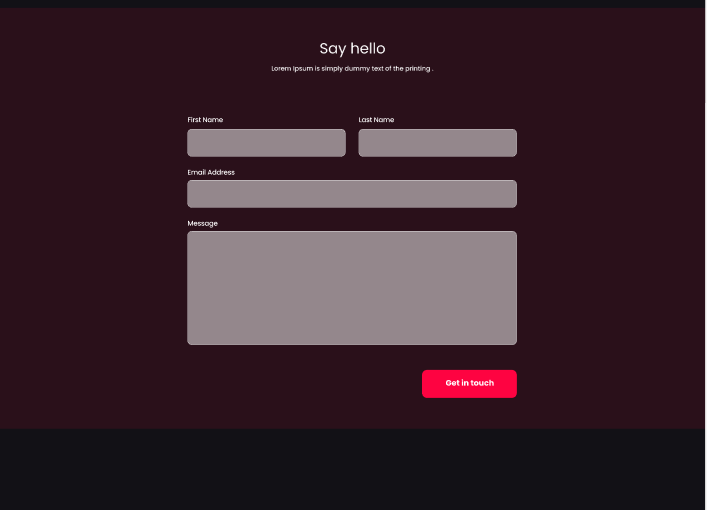 Say hello
Lorem Ipsum is simply dummy text of the printing .
First Name
Last Name
Email Address
Message
Get in touch